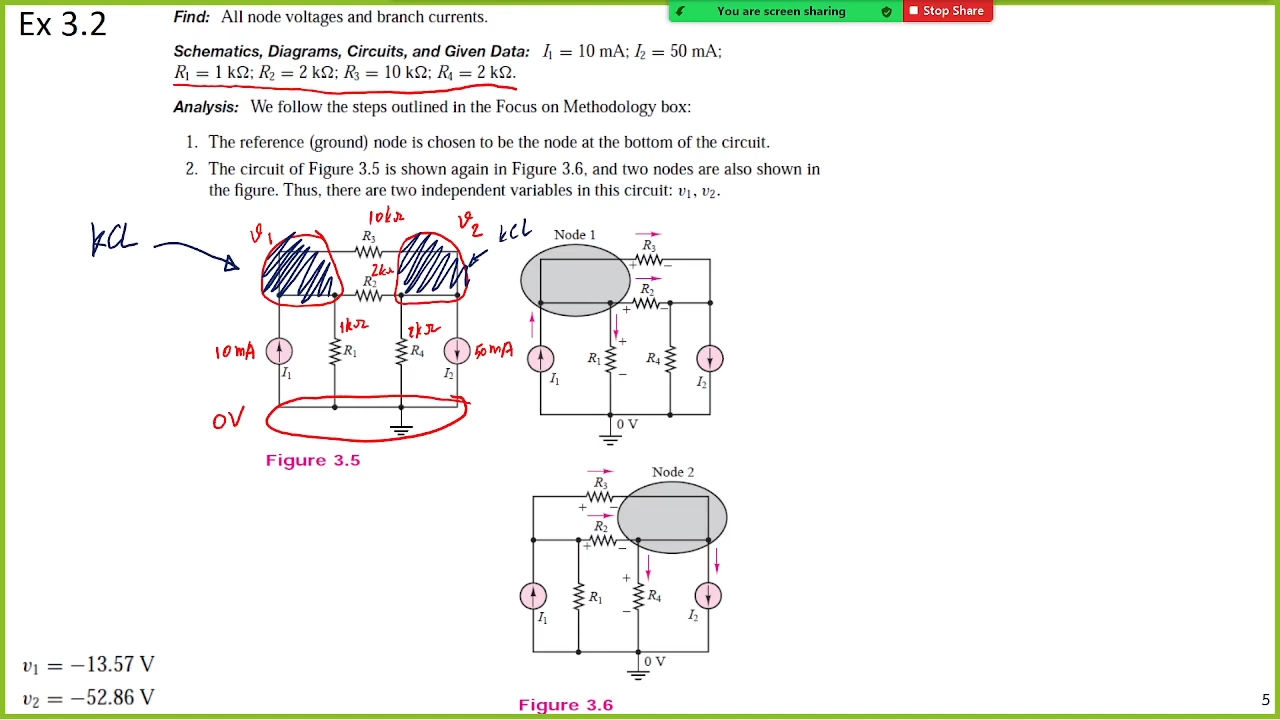 You are screen sharing
Stop Share
Ex 3.2
Find: All node voltages and branch currents.
Schematics, Diagrams, Circuits, and Given Data: I₁ = 10 mA; I₂ = 50 mA;
R₁ = 1 kΩ; R₂ = 2 kΩ; R₃ = 10 kΩ; R₄ = 2 kΩ.
Analysis: We follow the steps outlined in the Focus on Methodology box:
1. The reference (ground) node is chosen to be the node at the bottom of the circuit.
2. The circuit of Figure 3.5 is shown again in Figure 3.6, and two nodes are also shown in
the figure. Thus, there are two independent variables in this circuit: v₁, v₂.
KCL
v₁
10kΩ
R₃
v₂
KCL
2kΩ
R₂
1kΩ
2kΩ
10mA
R₁
R₄
50mA
I₁
I₂
0V
Figure 3.5
Node 1
R₃
+ −
R₂
+ −
+
R₁
−
R₄
I₁
I₂
0 V
Node 2
R₃
+ −
R₂
+ −
+
R₁
R₄
−
I₁
I₂
0 V
Figure 3.6
v₁ = −13.57 V
v₂ = −52.86 V
5